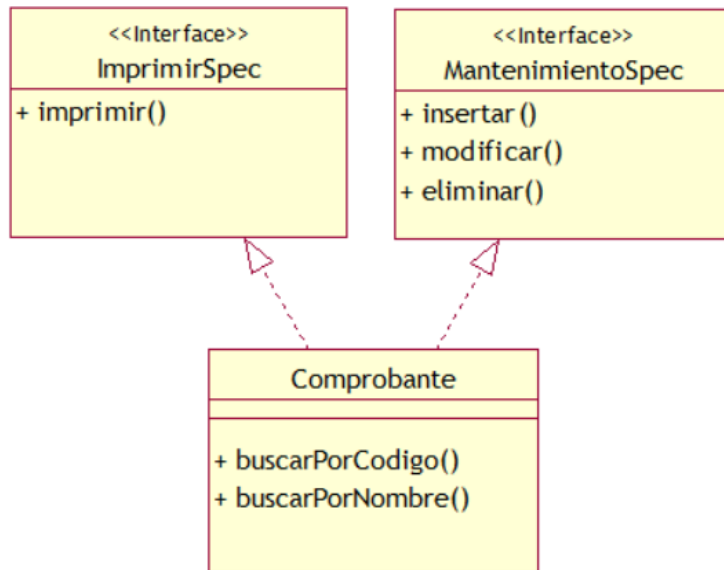 <<Interface>>
ImprimirSpec
+ imprimir()
<<Interface>>
MantenimientoSpec
+ insertar()
+ modificar()
+ eliminar()
Comprobante
+ buscarPorCodigo()
+ buscarPorNombre()